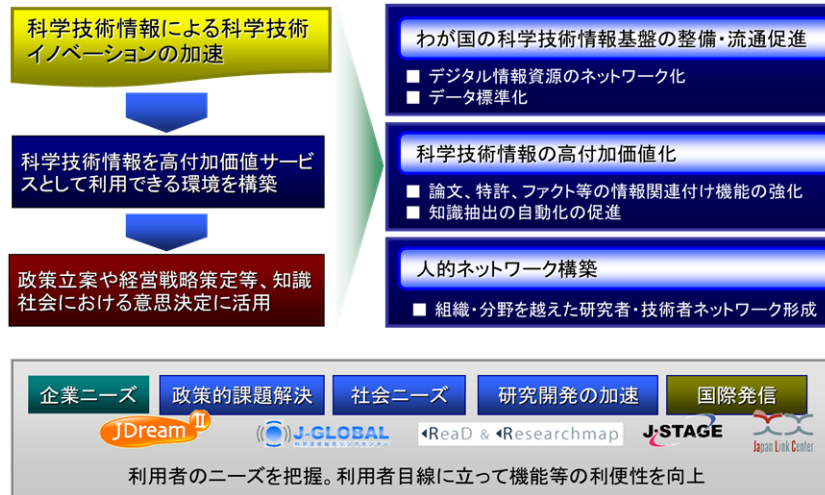 科学技術情報による科学技術
イノベーションの加速
科学技術情報を高付加価値サービ
スとして利用できる環境を構築
政策立案や経営戦略策定等、知識
社会における意思決定に活用
わが国の科学技術情報基盤の整備・流通促進
■ デジタル情報資源のネットワーク化
■ データ標準化
科学技術情報の高付加価値化
■ 論文、特許、ファクト等の情報関連付け機能の強化
■ 知識抽出の自動化の促進
人的ネットワーク構築
■ 組織・分野を越えた研究者・技術者ネットワーク形成
企業ニーズ
政策的課題解決
社会ニーズ
研究開発の加速
国際発信
JDream II
J-GLOBAL
科学技術総合リンクセンター
ReaD & Researchmap
J-STAGE
Japan Link Center
利用者のニーズを把握。利用者目線に立って機能等の利便性を向上